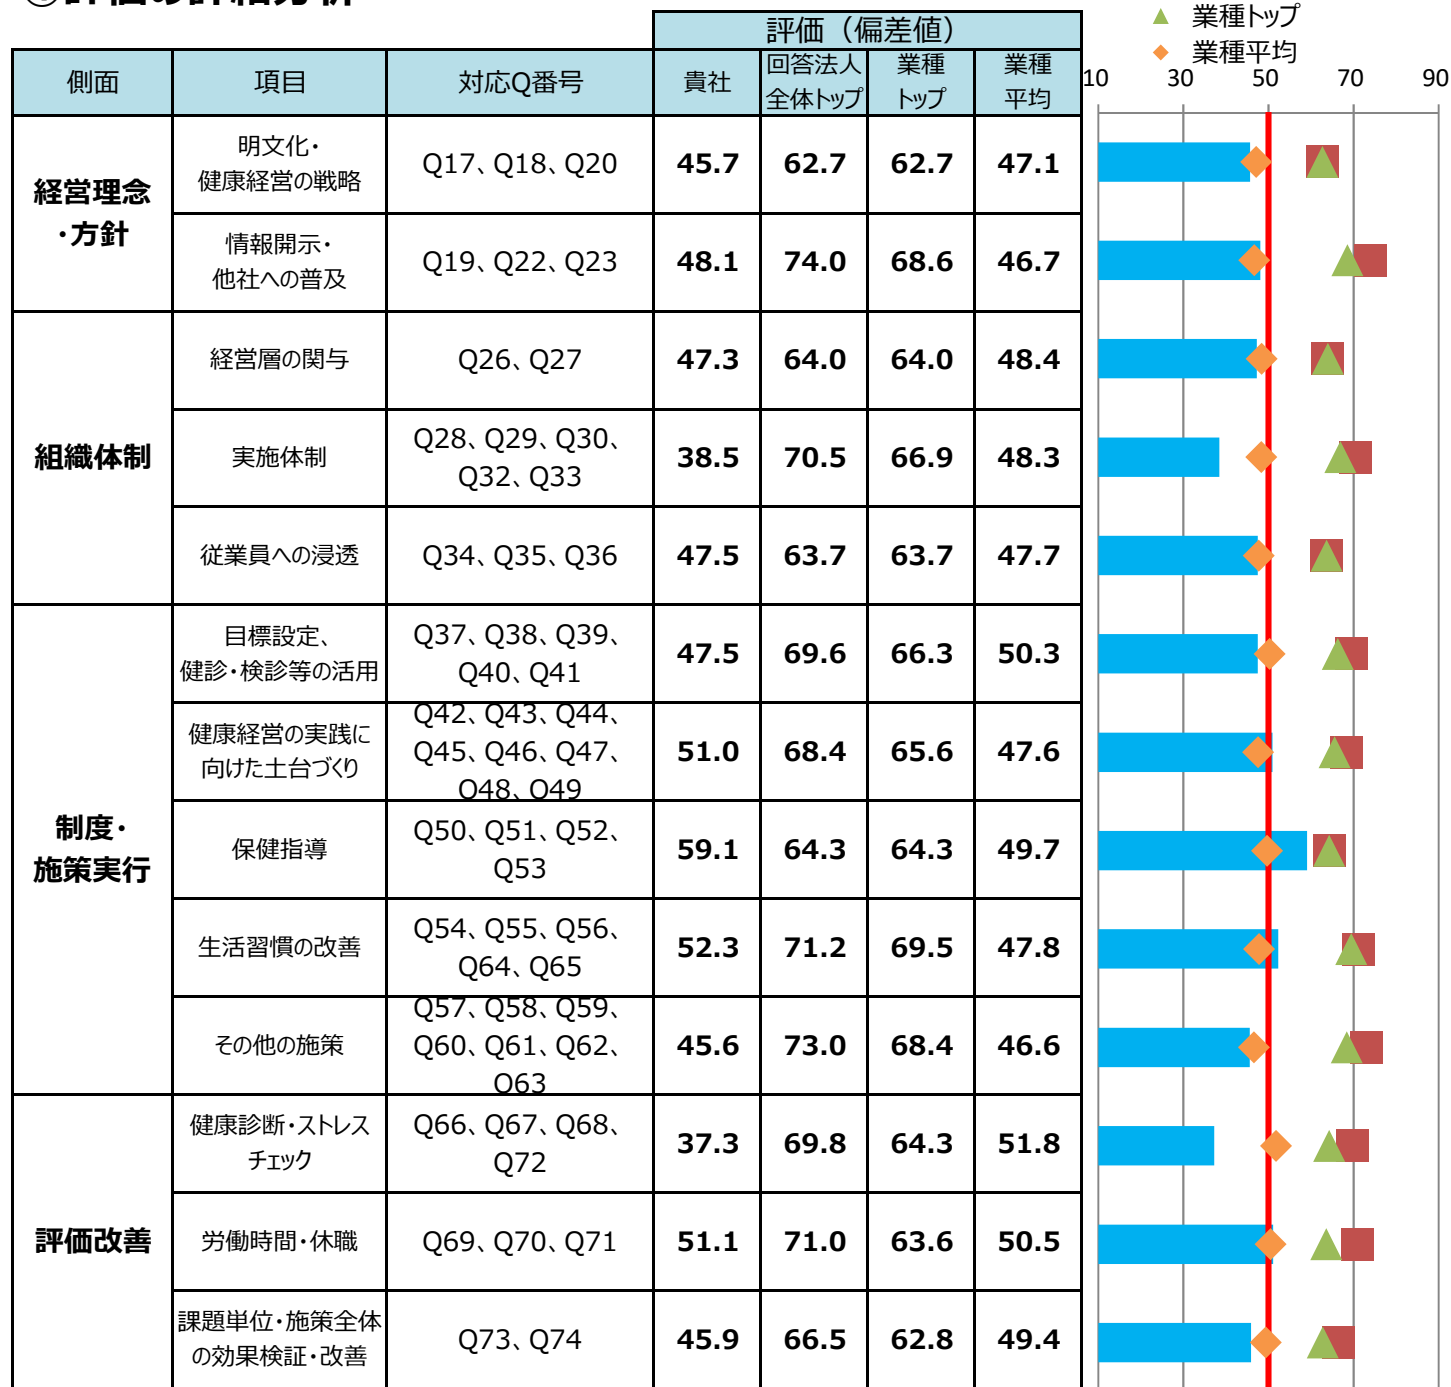 ▲ 業種トップ
◆ 業種平均
評価（偏差値）
側面 項目 対応Q番号 貴社 回答法人 業種 業種
全体トップ トップ 平均
10 30 50 70 90
経営理念
・方針
明文化・
健康経営の戦略
Q17、Q18、Q20 45.7 62.7 62.7 47.1
情報開示・
他社への普及
Q19、Q22、Q23 48.1 74.0 68.6 46.7
組織体制
経営層の関与 Q26、Q27 47.3 64.0 64.0 48.4
実施体制
Q28、Q29、Q30、
Q32、Q33
38.5 70.5 66.9 48.3
従業員への浸透 Q34、Q35、Q36 47.5 63.7 63.7 47.7
制度・
施策実行
目標設定、
健診・検診等の活用
Q37、Q38、Q39、
Q40、Q41
47.5 69.6 66.3 50.3
健康経営の実践に
向けた土台づくり
Q42、Q43、Q44、
Q45、Q46、Q47、
Q48、Q49
51.0 68.4 65.6 47.6
保健指導
Q50、Q51、Q52、
Q53
59.1 64.3 64.3 49.7
生活習慣の改善
Q54、Q55、Q56、
Q64、Q65
52.3 71.2 69.5 47.8
その他の施策
Q57、Q58、Q59、
Q60、Q61、Q62、
Q63
45.6 73.0 68.4 46.6
評価改善
健康診断・ストレス
チェック
Q66、Q67、Q68、
Q72
37.3 69.8 64.3 51.8
労働時間・休職 Q69、Q70、Q71 51.1 71.0 63.6 50.5
課題単位・施策全体
の効果検証・改善
Q73、Q74 45.9 66.5 62.8 49.4